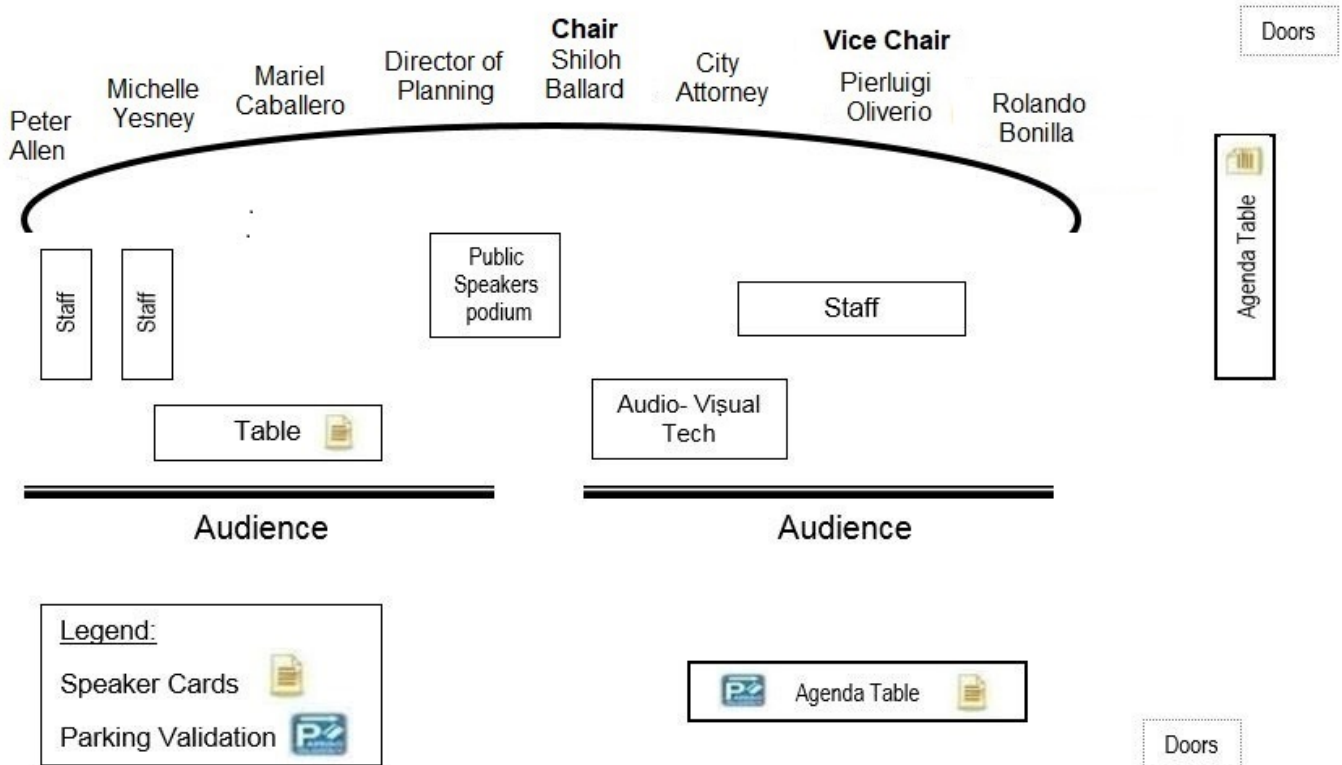 Doors
Chair
Shiloh
Ballard
Vice Chair
Pierluigi
Oliverio
Peter
Allen
Michelle
Yesney
Mariel
Caballero
Director of
Planning
City
Attorney
Rolando
Bonilla
Agenda Table
Staff
Staff
Public
Speakers
podium
Staff
Table
Audio- Visual
Tech
Audience
Audience
Legend:
Speaker Cards
Parking Validation
Agenda Table
Doors